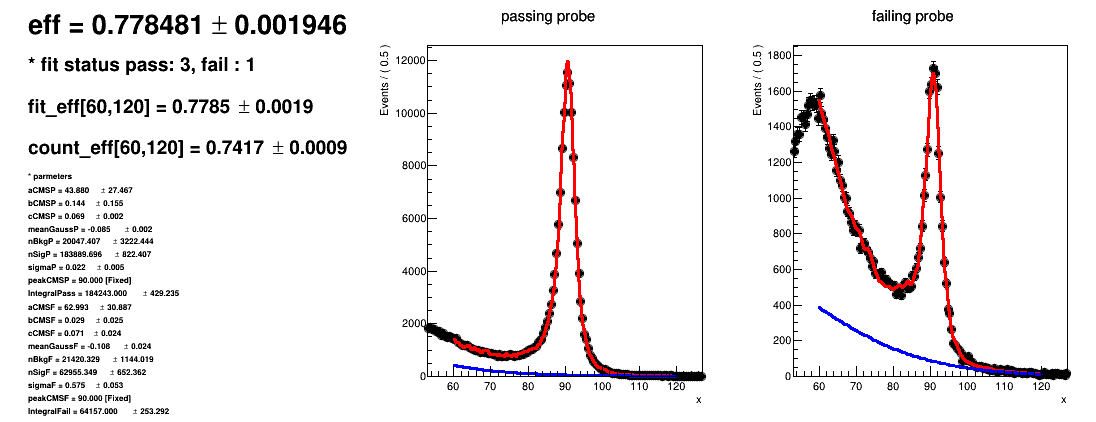 eff = 0.778481 ± 0.001946
* fit status pass: 3, fail : 1
fit_eff[60,120] = 0.7785 ± 0.0019
count_eff[60,120] = 0.7417 ± 0.0009
* parmeters
aCMSP = 43.880 ± 27.467
bCMSP = 0.144 ± 0.155
cCMSP = 0.069 ± 0.002
meanGaussP = -0.085 ± 0.002
nBkgP = 20047.407 ± 3222.444
nSigP = 183889.696 ± 822.407
sigmaP = 0.022 ± 0.005
peakCMSP = 90.000 [Fixed]
IntegralPass = 184243.000 ± 429.235
aCMSF = 62.993 ± 30.887
bCMSF = 0.029 ± 0.025
cCMSF = 0.071 ± 0.024
meanGaussF = -0.108 ± 0.024
nBkgF = 21420.329 ± 1144.019
nSigF = 62955.349 ± 652.362
sigmaF = 0.575 ± 0.053
peakCMSF = 90.000 [Fixed]
IntegralFail = 64157.000 ± 253.292
passing probe
Events / ( 0.5 )
12000
10000
8000
6000
4000
2000
0
60 70 80 90 100 110 120
x
failing probe
Events / ( 0.5 )
1800
1600
1400
1200
1000
800
600
400
200
0
60 70 80 90 100 110 120
x